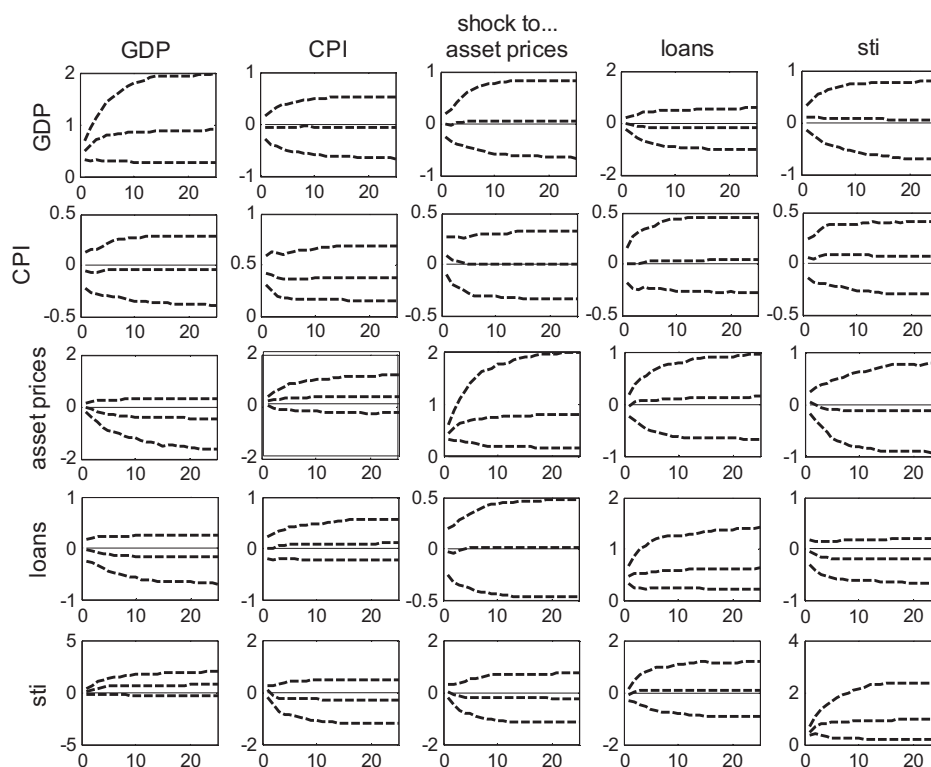 shock to...
GDP CPI asset prices loans sti
2 1 1 2 1
GDP 1 0 0 0 0
0 -1 -1 -2 -1
0 10 20 0 10 20 0 10 20 0 10 20 0 10 20
0.5 1 0.5 0.5 0.5
CPI 0 0.5 0 0 0
-0.5 0 -0.5 -0.5 -0.5
0 10 20 0 10 20 0 10 20 0 10 20 0 10 20
2 2 2 1 1
asset prices 0 0 1 0 0
-2 -2 0 -1 -1
0 10 20 0 10 20 0 10 20 0 10 20 0 10 20
1 1 0.5 2 1
loans 0 0 0 1 0
-1 -1 -0.5 0 -1
0 10 20 0 10 20 0 10 20 0 10 20 0 10 20
5 2 2 2 4
sti 0 0 0 0 2
-5 -2 -2 -2 0
0 10 20 0 10 20 0 10 20 0 10 20 0 10 20